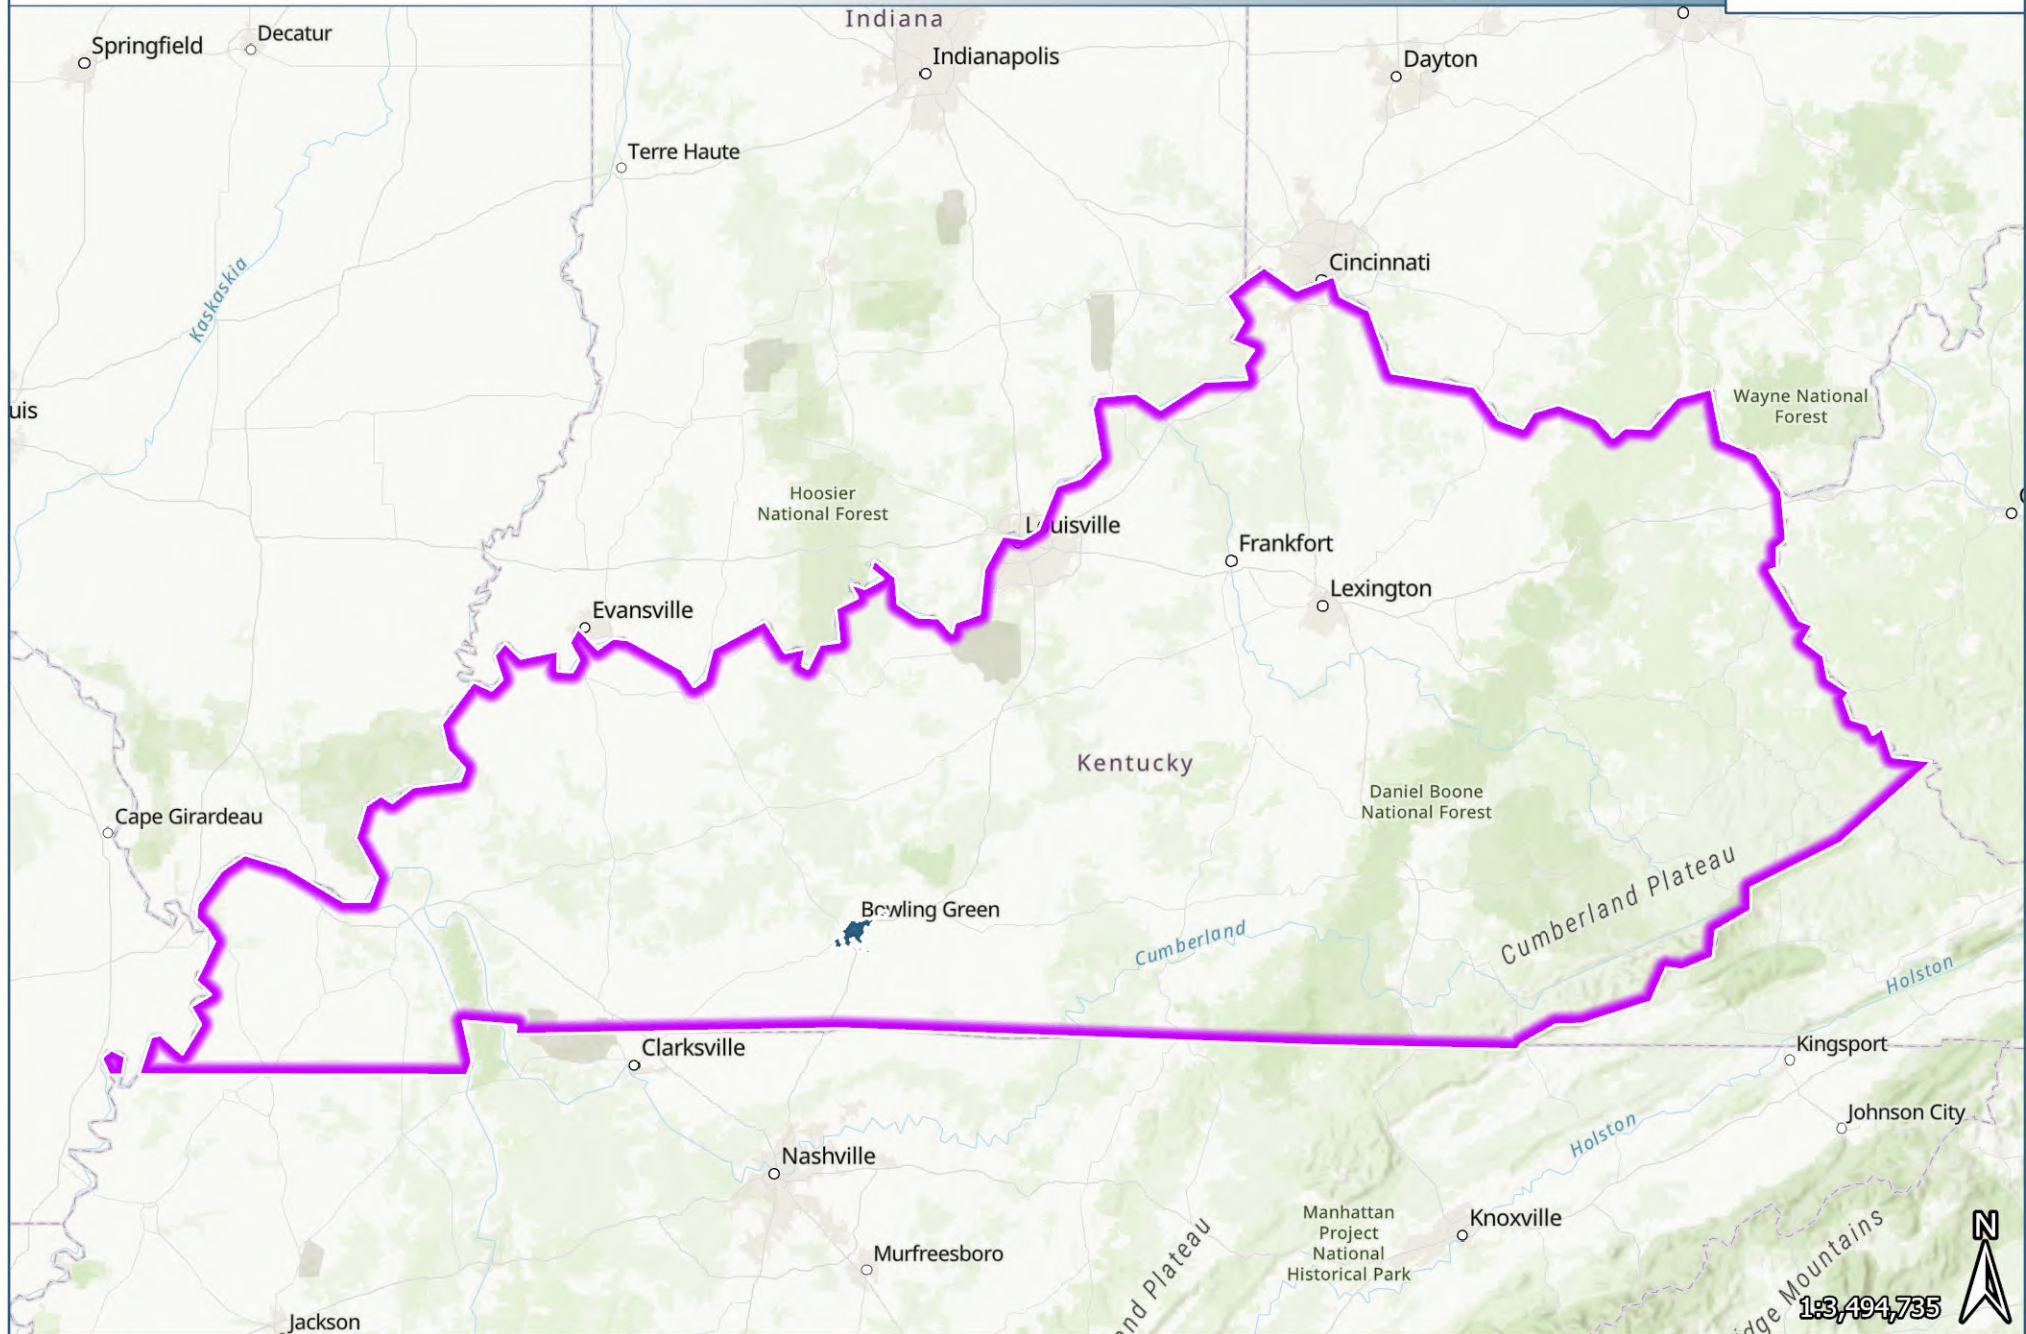 Indiana
Springfield
Decatur
Indianapolis
Dayton
Terre Haute
Kaskaskia
Cincinnati
uis
Wayne National
Forest
Hoosier
National Forest
Louisville
Frankfort
Lexington
Evansville
Kentucky
Daniel Boone
National Forest
Cape Girardeau
Cumberland Plateau
Bowling Green
Cumberland
Holston
Clarksville
Kingsport
Johnson City
Holston
Nashville
Manhattan
Project
National
Historical Park
Knoxville
Murfreesboro
ond Plateau
idge Mountains
N
1:3,494,735
Jackson